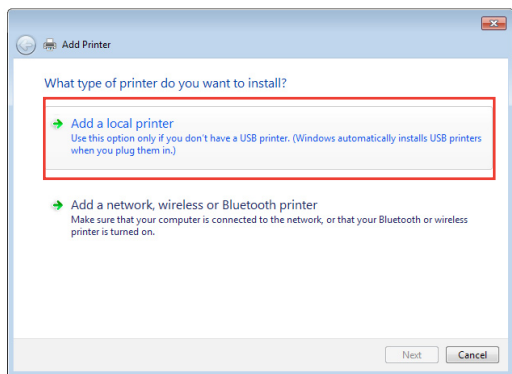 Add Printer
What type of printer do you want to install?
Add a local printer
Use this option only if you don't have a USB printer. (Windows automatically installs USB printers
when you plug them in.)
Add a network, wireless or Bluetooth printer
Make sure that your computer is connected to the network, or that your Bluetooth or wireless
printer is turned on.
Next Cancel